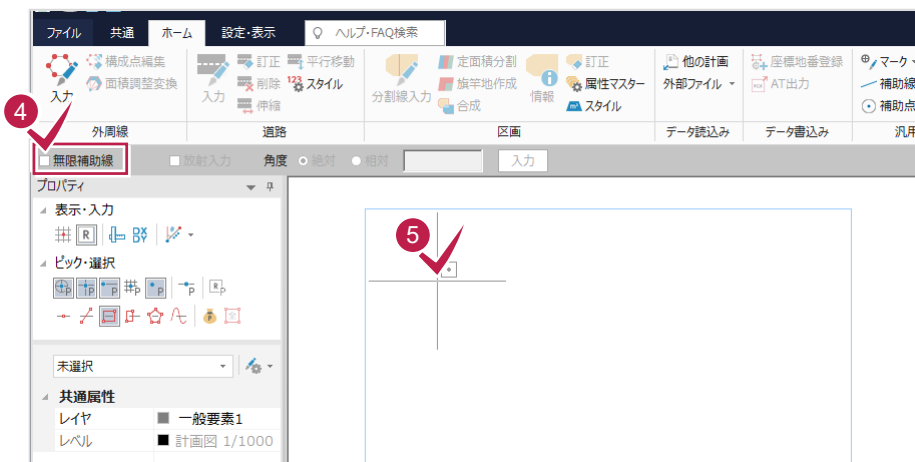 ファイル 共通 ホーム 設定・表示 ヘルプ・FAQ検索
構成点編集 訂正 平行移動 定面積分割 訂正 他の計画 座標地番登録 マーク
面積調整変換 削除 123 スタイル 旗竿地作成 属性マスター 外部ファイル AT出力 補助線
入力 入力 伸縮 分割線入力 合成 情報 スタイル 補助点
4
外周線 道路 区画 データ読込み データ書込み 汎用
無限補助線 放射入力 角度 絶対 相対 入力
プロパティ
表示・入力
R DX DY
5
ピック・選択
P P P P P P R P
P
未選択
共通属性
レイヤ 一般要素1
レベル 計画図 1/1000